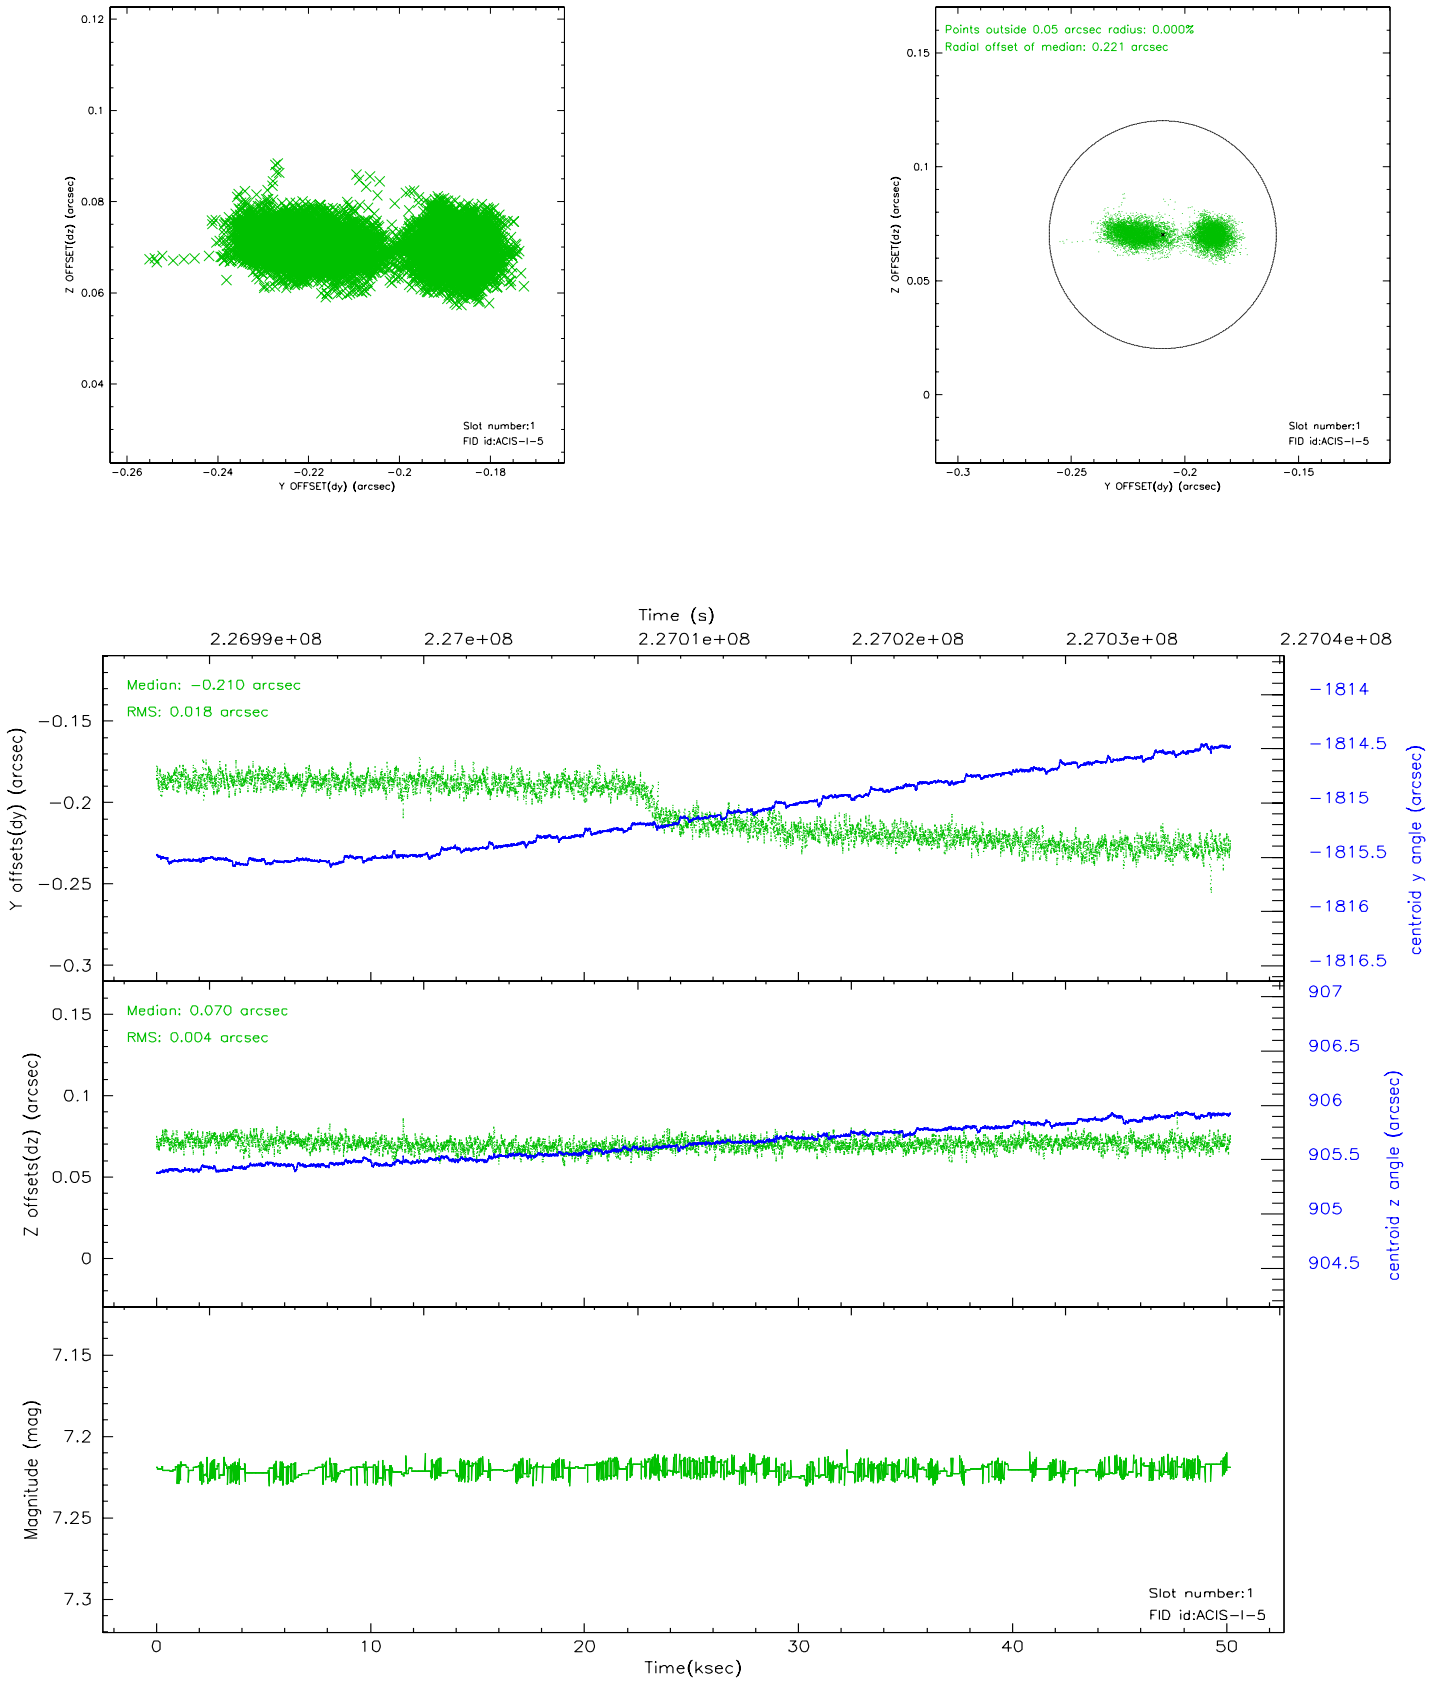 0.12
0.1
0.08
0.06
0.04
Z OFFSET(dz) (arcsec)
Slot number:1
FID id:ACIS-I-5
-0.26 -0.24 -0.22 -0.2 -0.18
Y OFFSET(dy) (arcsec)
Points outside 0.05 arcsec radius: 0.000%
Radial offset of median: 0.221 arcsec
0.15
0.1
0.05
0
Z OFFSET(dz) (arcsec)
Slot number:1
FID id:ACIS-I-5
-0.3 -0.25 -0.2 -0.15
Y OFFSET(dy) (arcsec)
Time (s)
2.2699e+08 2.27e+08 2.2701e+08 2.2702e+08 2.2703e+08 2.2704e+08
Median: -0.210 arcsec
RMS: 0.018 arcsec
-0.15
-0.2
-0.25
-0.3
Y offsets(dy) (arcsec)
-1814
-1814.5
-1815
-1815.5
-1816
-1816.5
centroid y angle (arcsec)
Median: 0.070 arcsec
RMS: 0.004 arcsec
0.15
0.1
0.05
0
Z offsets(dz) (arcsec)
907
906.5
906
905.5
905
904.5
centroid z angle (arcsec)
7.15
7.2
7.25
7.3
Magnitude (mag)
Slot number:1
FID id:ACIS-I-5
0 10 20 30 40 50
Time(ksec)